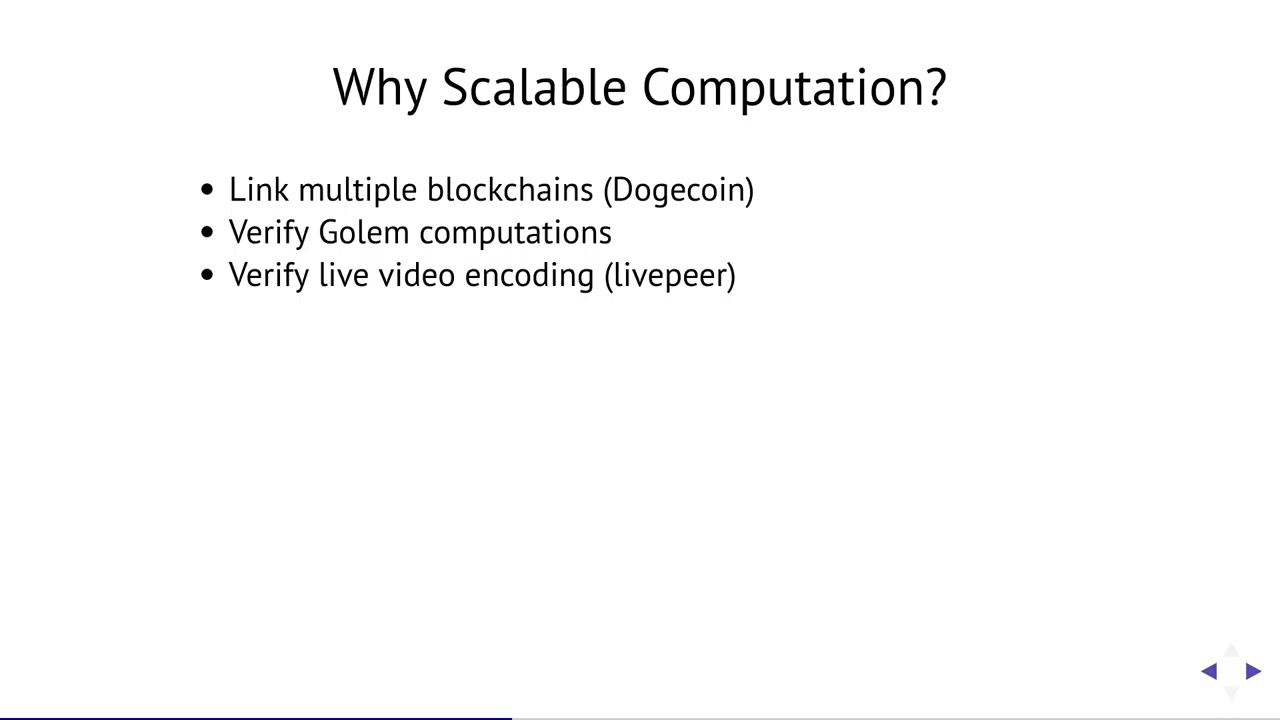 Why Scalable Computation?
• Link multiple blockchains (Dogecoin)
• Verify Golem computations
• Verify live video encoding (livepeer)